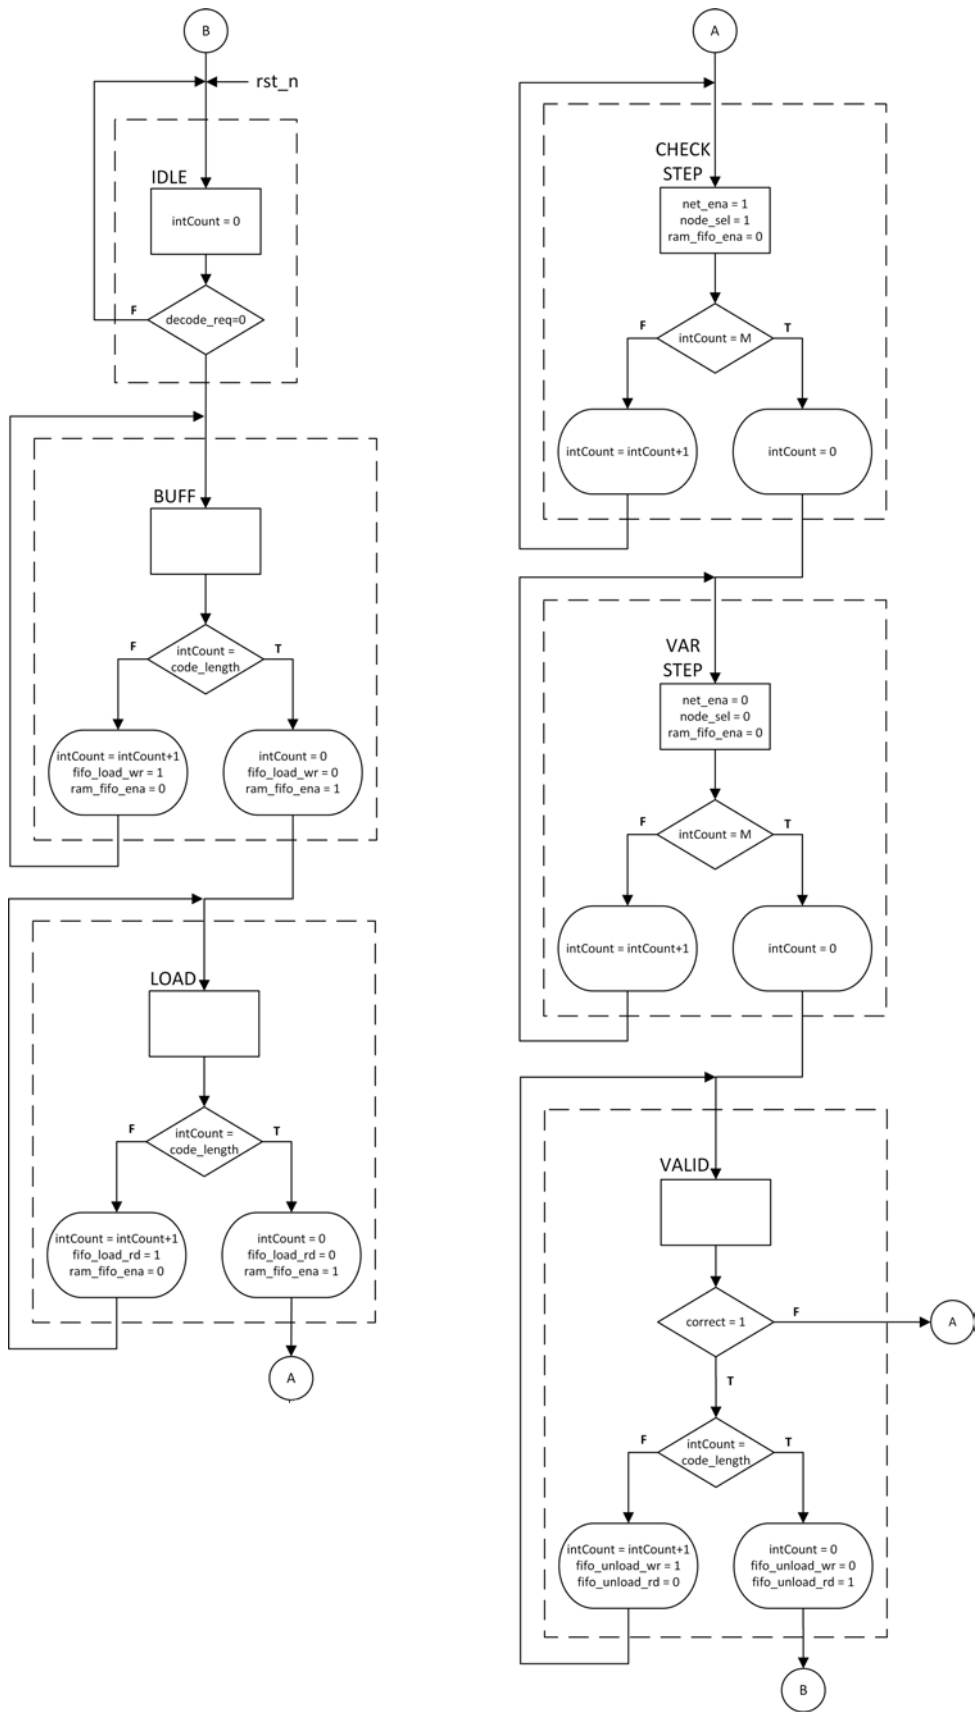 B
rst_n
IDLE
intCount = 0
F
decode_req=0
BUFF
F
intCount =
code_length
T
intCount = intCount+1
fifo_load_wr = 1
ram_fifo_ena = 0
intCount = 0
fifo_load_wr = 0
ram_fifo_ena = 1
LOAD
F
intCount =
code_length
T
intCount = intCount+1
fifo_load_rd = 1
ram_fifo_ena = 0
intCount = 0
fifo_load_rd = 0
ram_fifo_ena = 1
A
A
CHECK
STEP
net_ena = 1
node_sel = 1
ram_fifo_ena = 0
F
intCount = M
T
intCount = intCount+1
intCount = 0
VAR
STEP
net_ena = 0
node_sel = 0
ram_fifo_ena = 0
F
intCount = M
T
intCount = intCount+1
intCount = 0
VALID
correct = 1
F
A
T
F
intCount =
code_length
T
intCount = intCount+1
fifo_unload_wr = 1
fifo_unload_rd = 0
intCount = 0
fifo_unload_wr = 0
fifo_unload_rd = 1
B